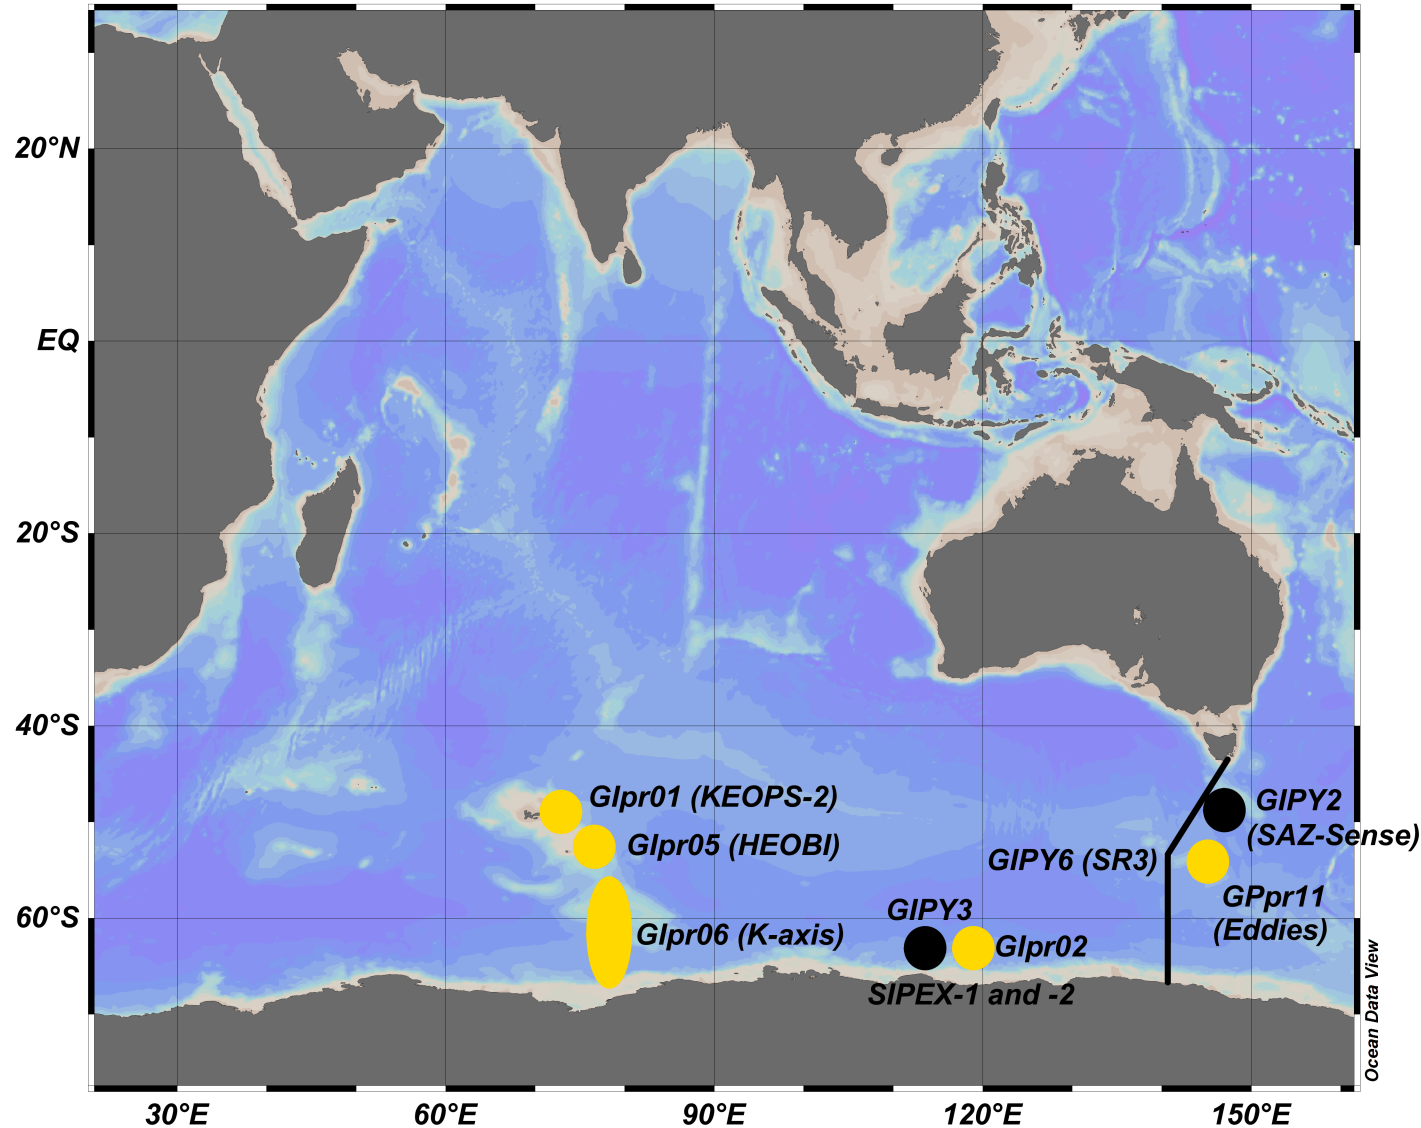 20°N
EQ
20°S
40°S
GIpr01 (KEOPS-2)
GIPY2
(SAZ-Sense)
GIpr05 (HEOBI)
GIPY6 (SR3)
GPpr11
(Eddies)
60°S
GIPY3
GIpr06 (K-axis)
GIpr02
SIPEX-1 and -2
Ocean Data View
30°E
60°E
90°E
120°E
150°E